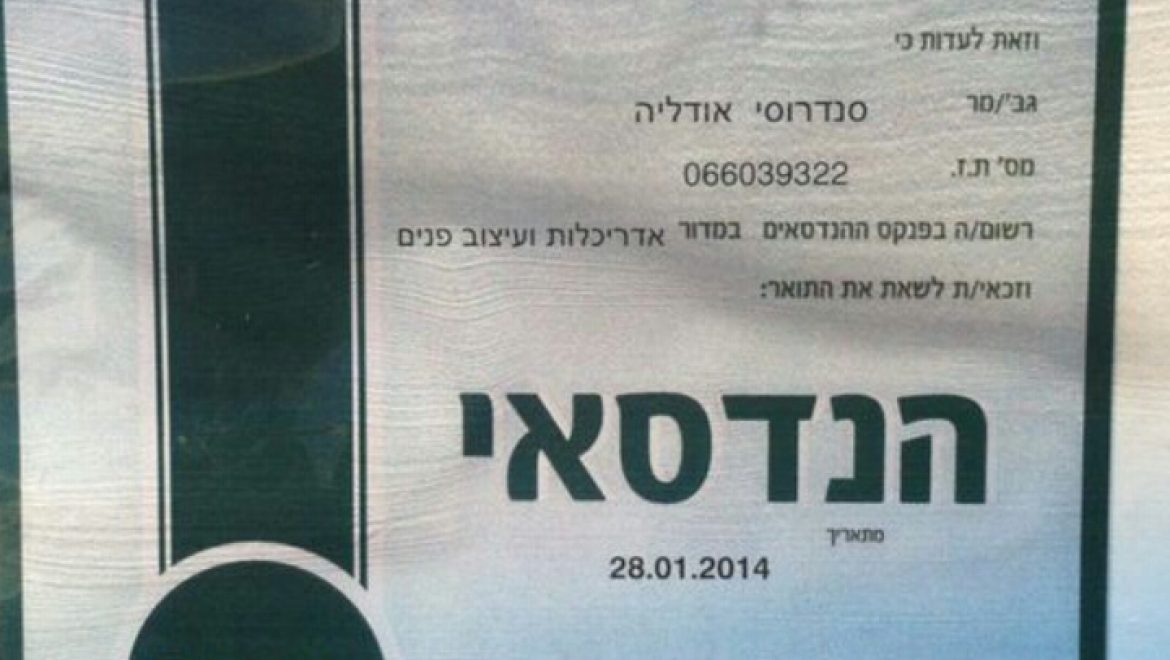 וזאת לעדות כי
גב'/מר סנדרוסי אודליה
מס' ת.ז. 066039322
רשום/ה בפנקס ההנדסאים במדור אדריכלות ועיצוב פנים
וזכאי/ת לשאת את התואר:
הנדסאי
מתאריך
28.01.2014